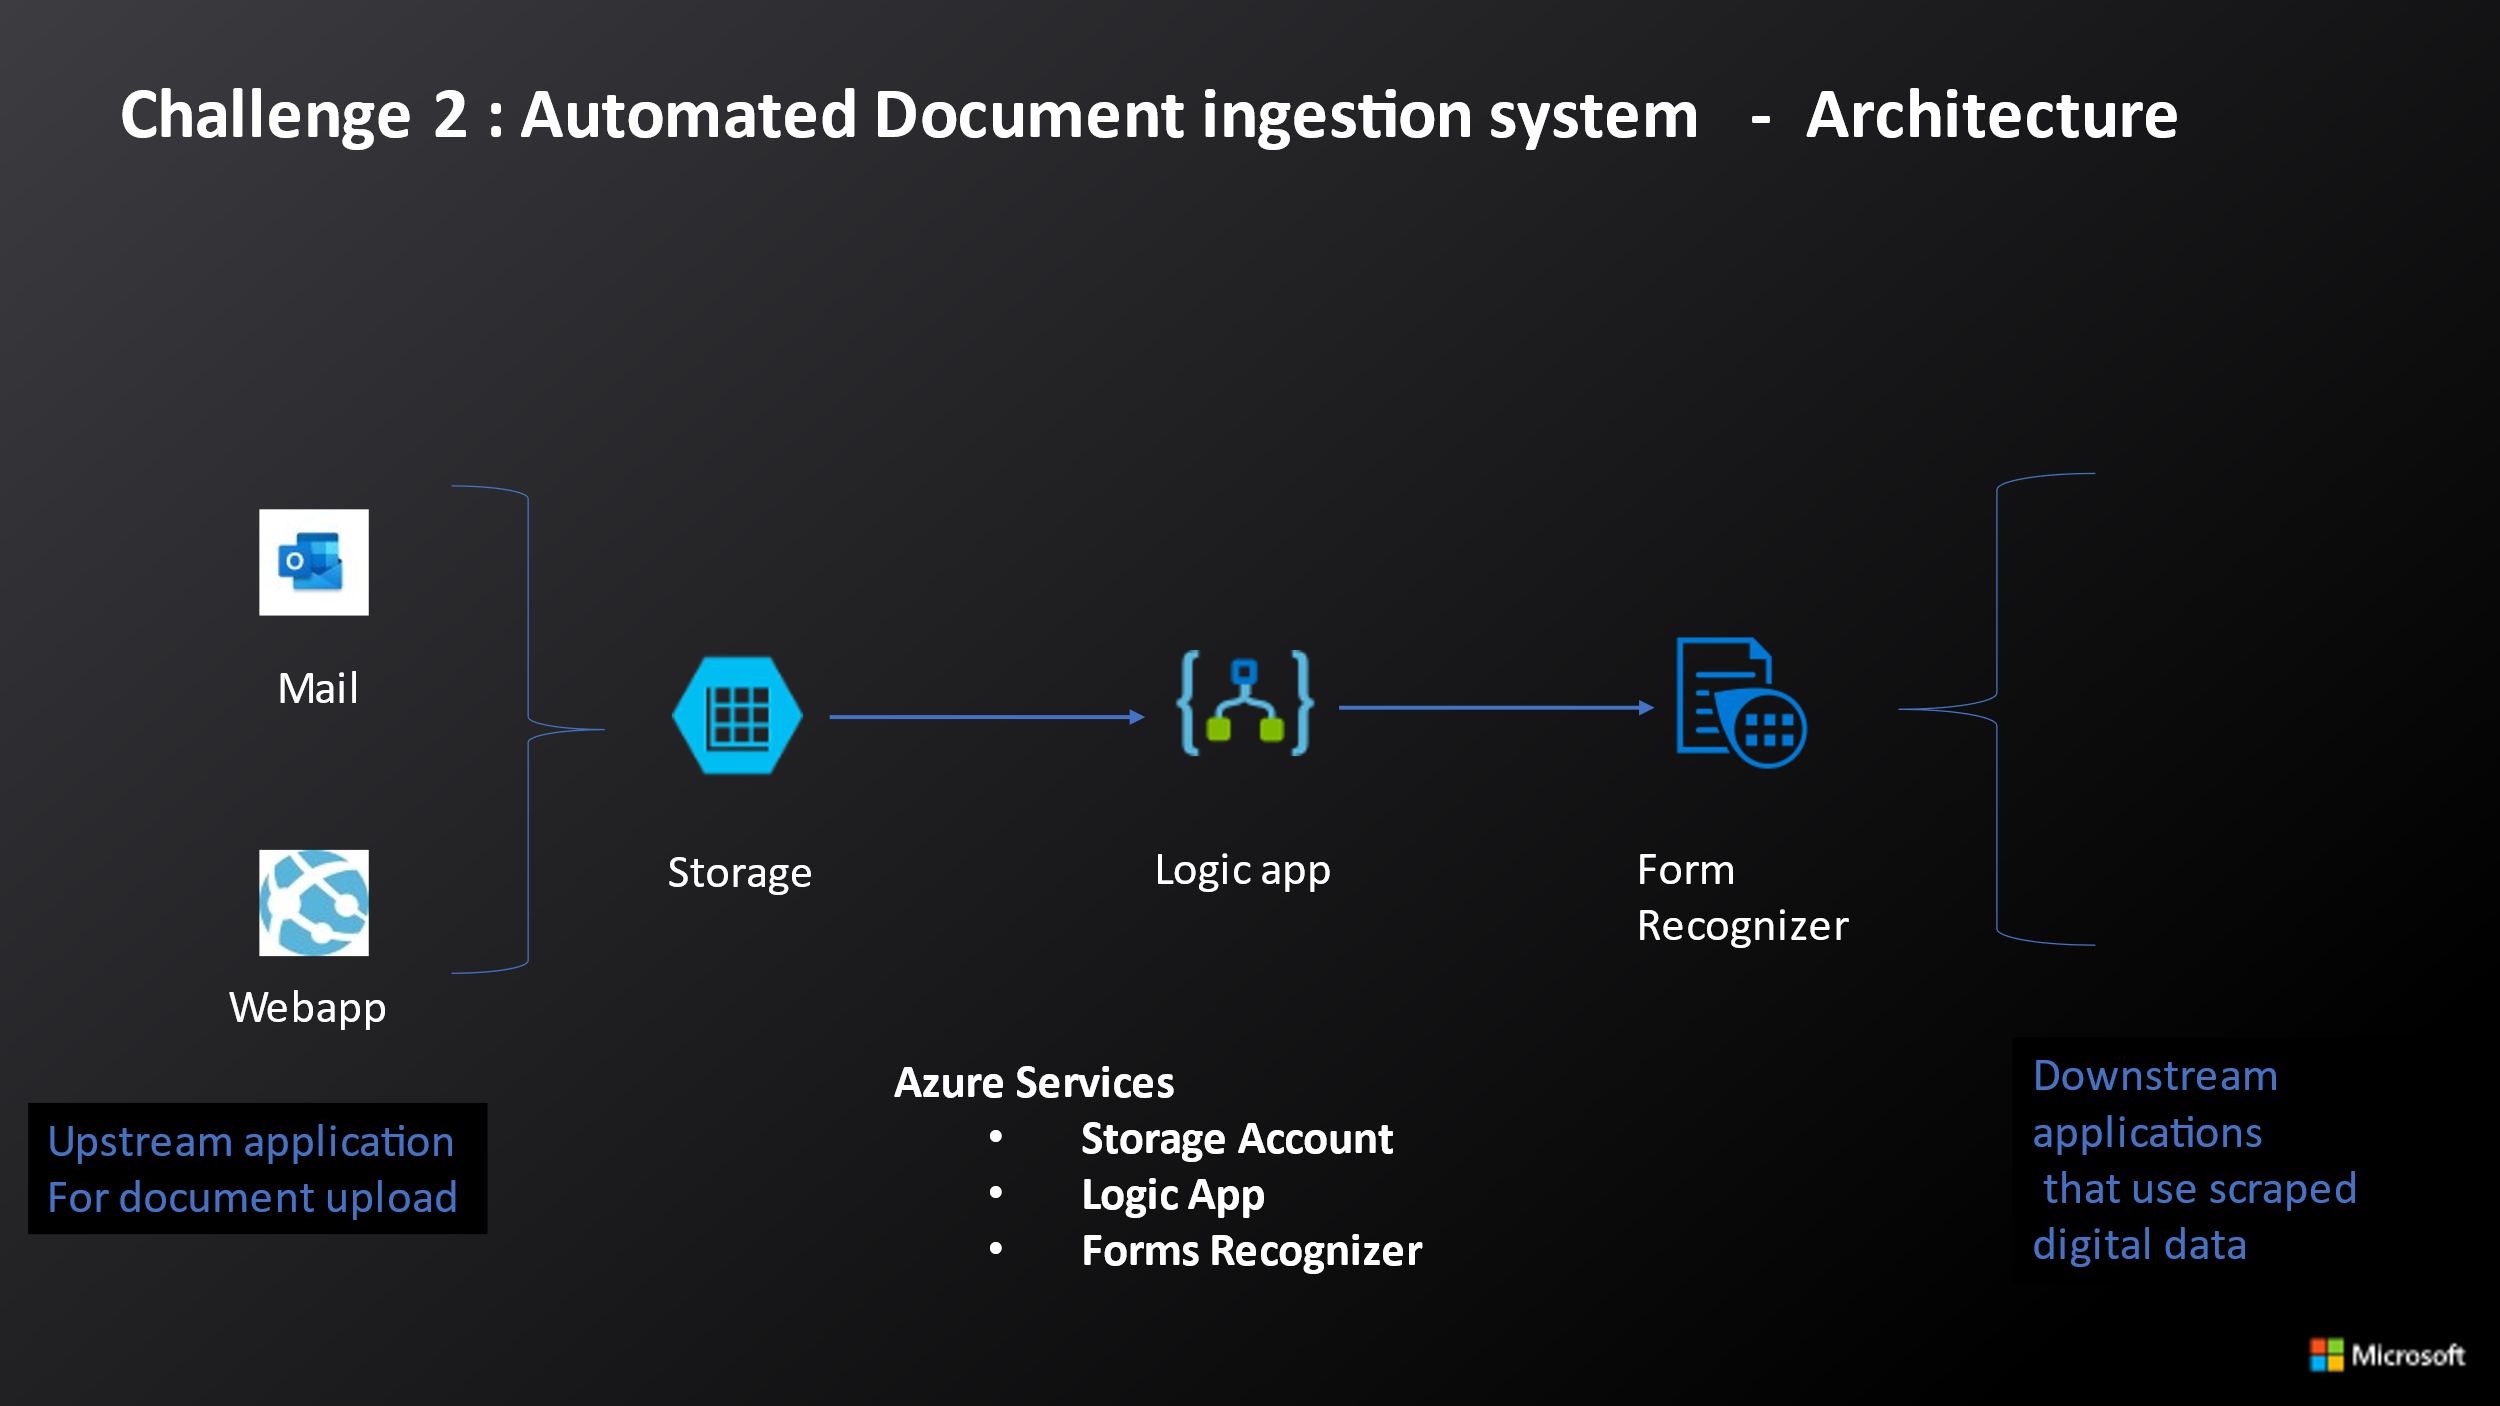 Challenge 2 : Automated Document ingestion system - Architecture
Mail
Webapp
Upstream application
For document upload
Storage
Logic app
Form
Recognizer
Azure Services
• Storage Account
• Logic App
• Forms Recognizer
Downstream
applications
that use scraped
digital data
Microsoft